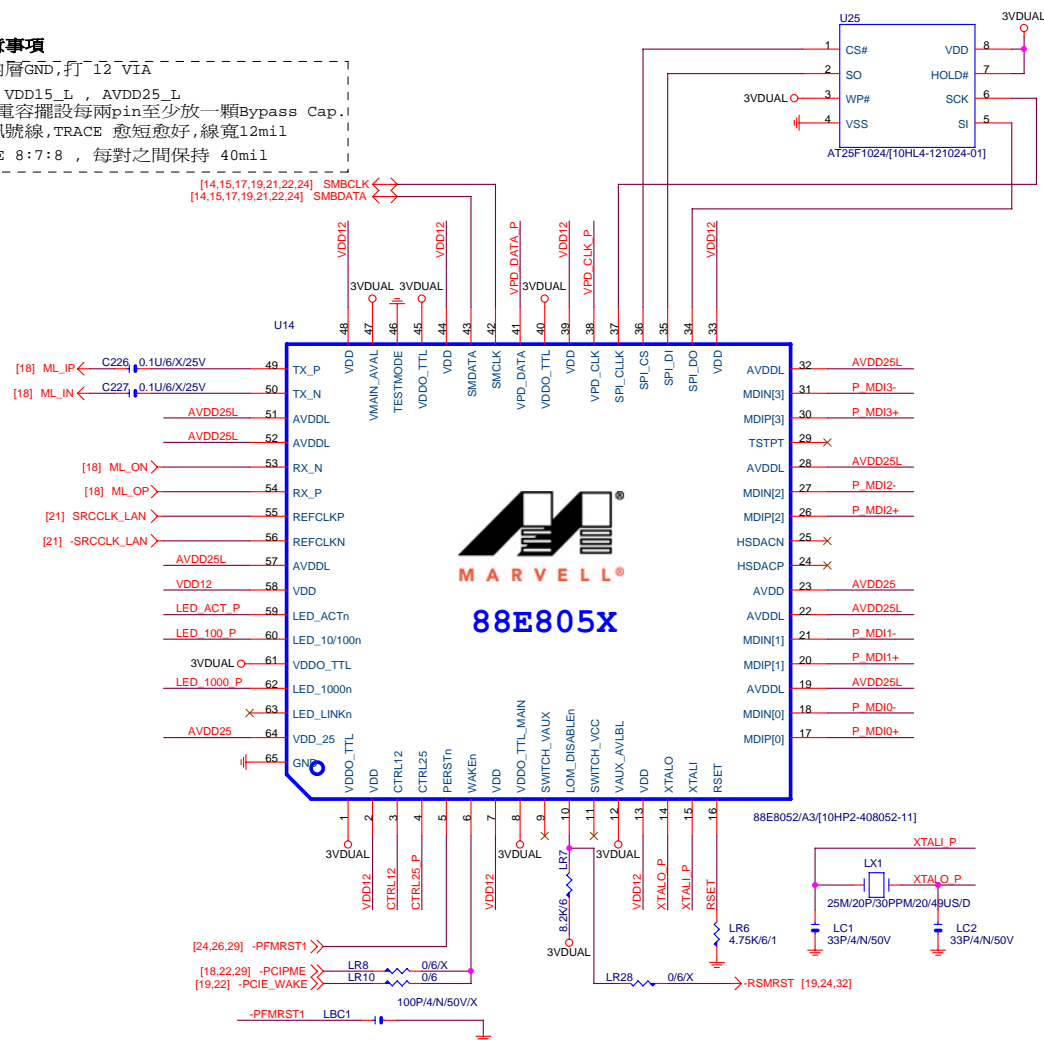 事項
層GND,打 12 VIA
VDD15_L , AVDD25_L
電容擺設每兩pin至少放一顆Bypass Cap.
號線,TRACE 愈短愈好,線寬12mil
8:7:8 , 每對之間保持 40mil
U25
3VDUAL
1 CS# VDD 8
2 SO HOLD# 7
3VDUAL 3 WP# SCK 6
4 VSS SI 5
AT25F1024/[10HL4-121024-01]
[14,15,17,19,21,22,24] SMBCLK
[14,15,17,19,21,22,24] SMBDATA
VDD12
3VDUAL
3VDUAL
VDD12
VPD_DATA_P
3VDUAL
VDD12
VPD_CLK_P
VDD12
U14
48 VDD
47 VMAIN_AVAL
46 TESTMODE
45 VDDO_TTL
44 VDD
43 SMDATA
42 SMCLK
41 VPD_DATA
40 VDDO_TTL
39 VDD
38 VPD_CLK
37 SPI_CLLK
36 SPI_CS
35 SPI_DI
34 SPI_DO
33 VDD
[18] ML_IP C226 0.1U/6/X/25V 49 TX_P
[18] ML_IN C227 0.1U/6/X/25V 50 TX_N
AVDD25L 51 AVDDL
AVDD25L 52 AVDDL
[18] ML_ON 53 RX_N
[18] ML_OP 54 RX_P
[21] SRCCLK_LAN 55 REFCLKP
[21] -SRCCLK_LAN 56 REFCLKN
AVDD25L 57 AVDDL
VDD12 58 VDD
LED_ACT_P 59 LED_ACTn
LED_100_P 60 LED_10/100n
3VDUAL 61 VDDO_TTL
LED_1000_P 62 LED_1000n
63 LED_LINKn
AVDD25 64 VDD_25
65 GND
AVDDL 32 AVDD25L
MDIN[3] 31 P_MDI3-
MDIP[3] 30 P_MDI3+
TSTPT 29
AVDDL 28 AVDD25L
MDIN[2] 27 P_MDI2-
MDIP[2] 26 P_MDI2+
HSDACN 25
HSDACP 24
AVDD 23 AVDD25
AVDDL 22 AVDD25L
MDIN[1] 21 P_MDI1-
MDIP[1] 20 P_MDI1+
AVDDL 19 AVDD25L
MDIN[0] 18 P_MDI0-
MDIP[0] 17 P_MDI0+
®
MARVELL®
88E805X
VDDO_TTL 1
VDD 2
CTRL12 3
CTRL25 4
PERSTn 5
WAKEn 6
VDD 7
VDDO_TTL_MAIN 8
SWITCH_VAUX 9
LOM_DISABLEn 10
SWITCH_VCC 11
VAUX_AVLBL 12
VDD 13
XTALO 14
XTALI 15
RSET 16
88E8052/A3/[10HP2-408052-11]
3VDUAL
VDD12
CTRL12
CTRL25_P
VDD12
3VDUAL
LR7
8.2K/6
3VDUAL
3VDUAL
VDD12
XTALO_P
XTALI_P
RSET
LR6
4.75K/6/1
XTALI_P
LX1
XTALO_P
25M/20P/30PPM/20/49US/D
LC1
33P/4/N/50V
LC2
33P/4/N/50V
[24,26,29] -PFMRST1
[18,22,29] -PCIPME LR8 0/6/X
[19,22] -PCIE_WAKE LR10 0/6
LR28 0/6/X -RSMRST [19,24,32]
100P/4/N/50V/X
-PFMRST1 LBC1